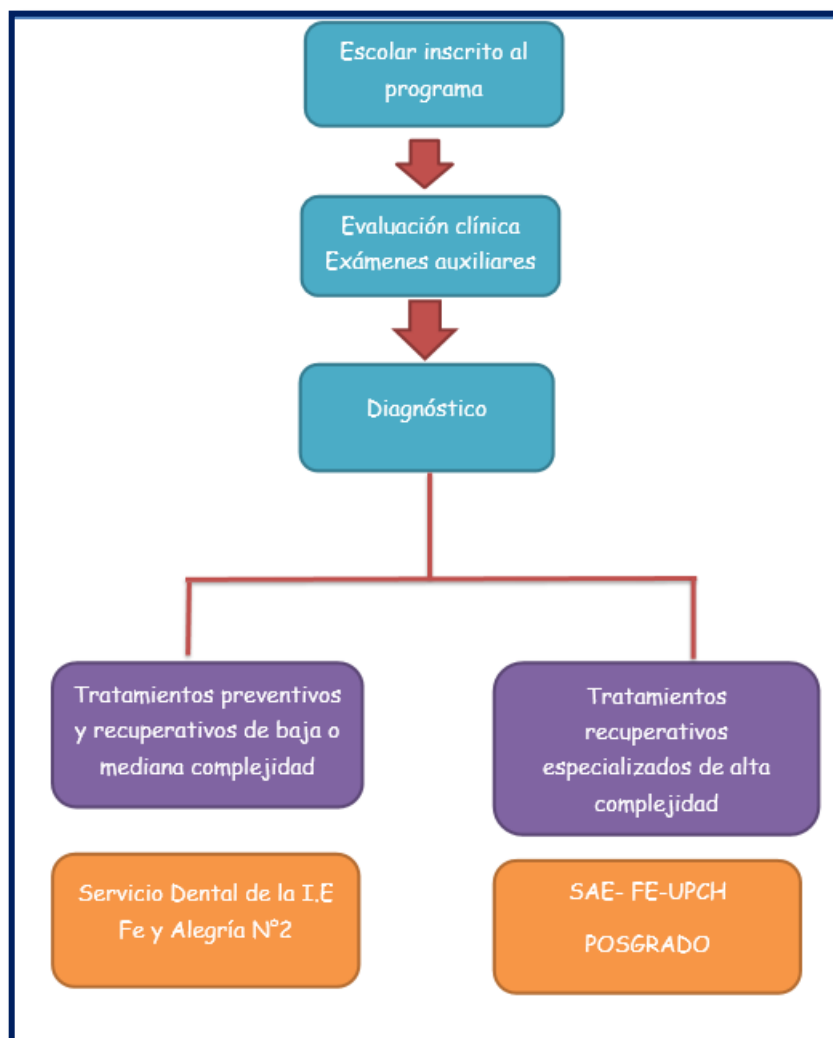 Escolar inscrito al
programa
Evaluación clínica
Exámenes auxiliares
Diagnóstico
Tratamientos preventivos
y recuperativos de baja o
mediana complejidad
Tratamientos
recuperativos
especializados de alta
complejidad
Servicio Dental de la I.E
Fe y Alegría N°2
SAE- FE-UPCH
POSGRADO